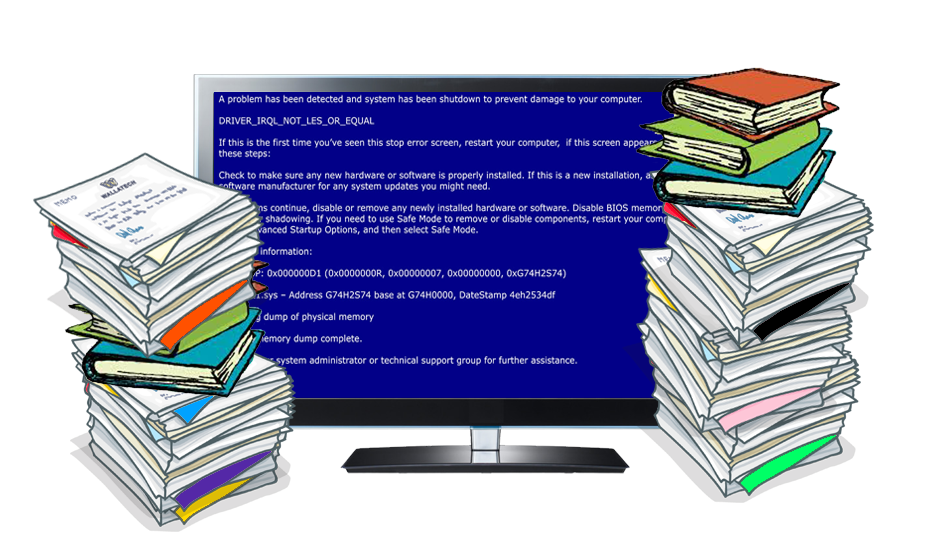 A problem has been detected and system has been shutdown to prevent damage to your computer.
DRIVER_IRQL_NOT_LES_OR_EQUAL
If this is the first time you've seen this stop error screen, restart your computer, if this screen appears
these steps:
Check to make sure any new hardware or software is properly installed. If this is a new installation,
software manufacturer for any system updates you might need.
continue, disable or remove any newly installed hardware or software. Disable BIOS
shadowing. If you need to use Safe Mode to remove or disable components, restart your
Startup Options, and then select Safe Mode.
information:
0x000000D1 (0x0000000R, 0x00000007, 0x00000000, 0xG74H2S74)
.sys – Address G74H2S74 base at G74H0000, DateStamp 4eh2534df
dump of physical memory
memory dump complete.
system administrator or technical support group for further assistance.
MEMO
WALLATECH